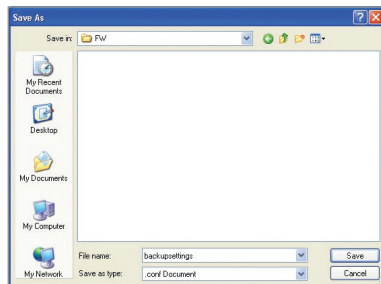 Save As
Save in: FW
My Recent
Documents
Desktop
My Documents
My Computer
My Network
File name: backupsettings Save
Save as type: .conf Document Cancel